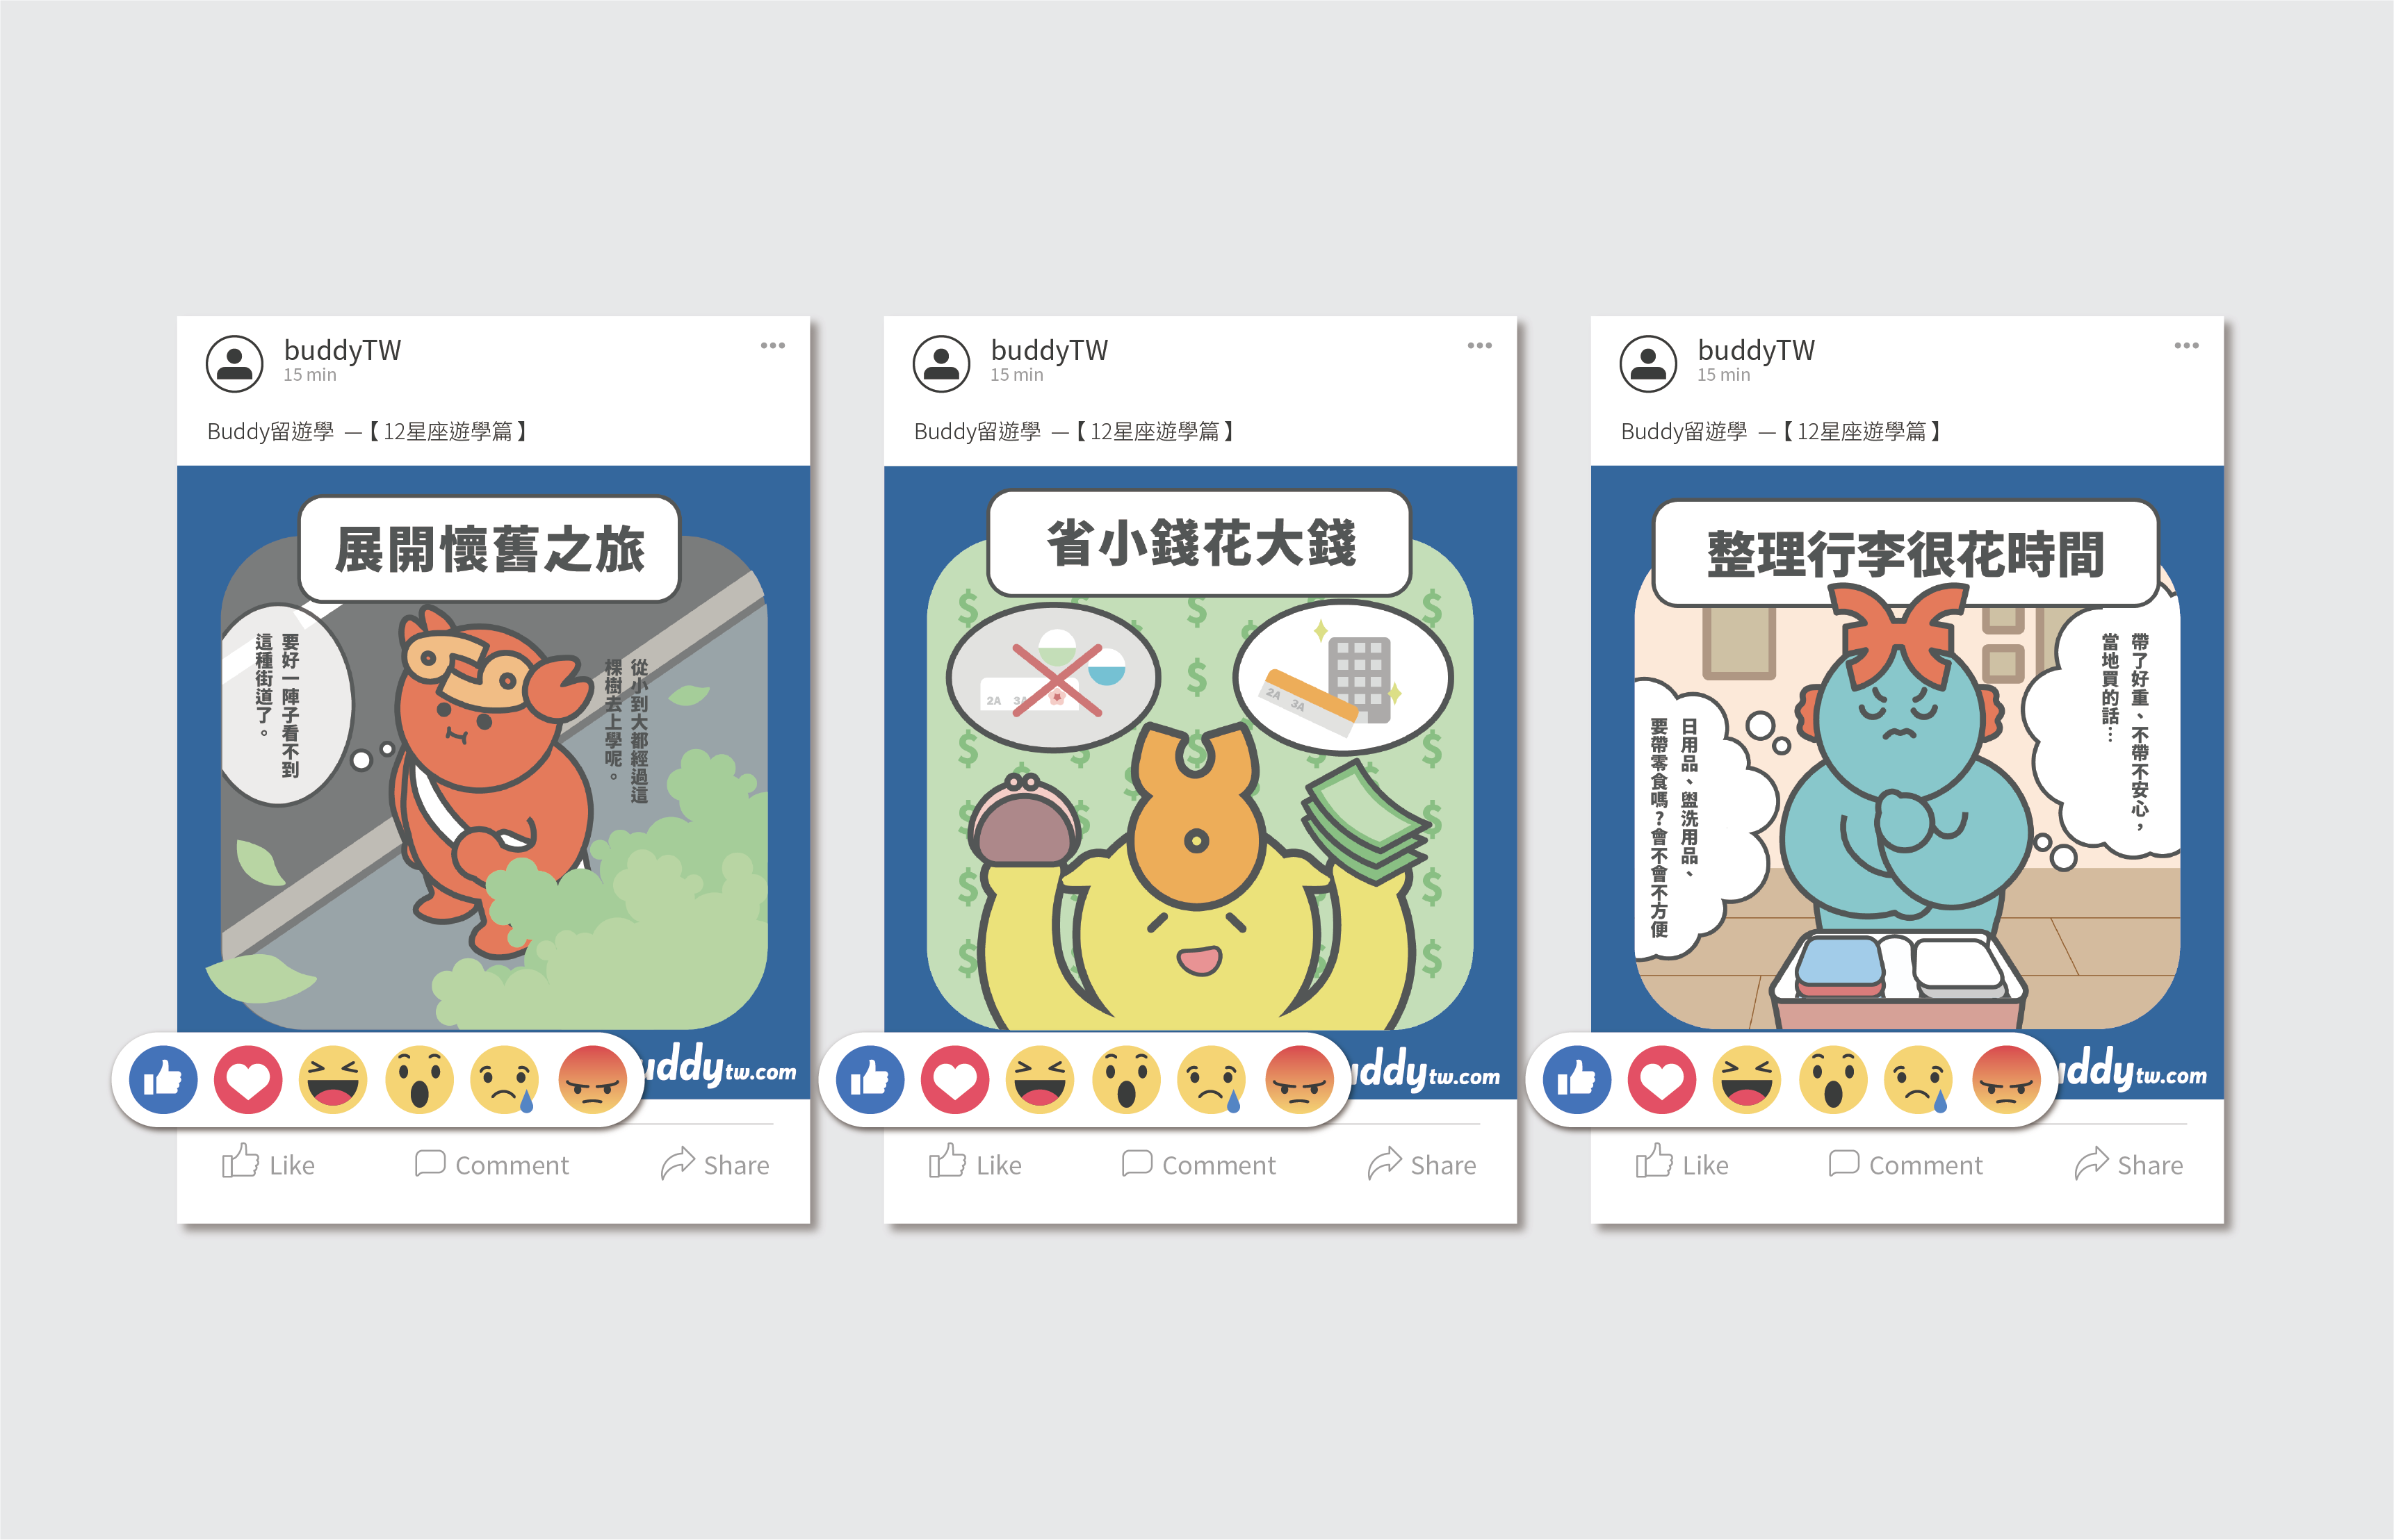 buddyTW
15 min
Buddy留遊學 —【12星座遊學篇】
展開懷舊之旅
要好一陣子看不到
這種街道了。
從小到大都經過這
棵樹去上學呢。
uddytw.com
Like
Comment
Share
buddyTW
15 min
Buddy留遊學 —【12星座遊學篇】
省小錢花大錢
2A 3A
2A 3A
uddytw.com
Like
Comment
Share
buddyTW
15 min
Buddy留遊學 —【12星座遊學篇】
整理行李很花時間
帶了好重、不帶不安心，
當地買的話…
日用品、盥洗用品、
要帶零食嗎？會不會不方便
uddytw.com
Like
Comment
Share